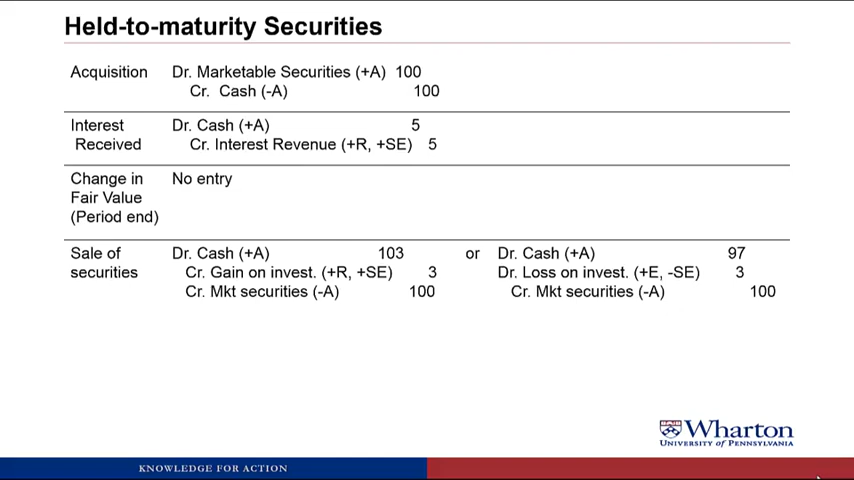 Held-to-maturity Securities
Acquisition Dr. Marketable Securities (+A) 100
Cr. Cash (-A) 100
Interest Dr. Cash (+A) 5
Received Cr. Interest Revenue (+R, +SE) 5
Change in No entry
Fair Value
(Period end)
Sale of Dr. Cash (+A) 103 or Dr. Cash (+A) 97
securities Cr. Gain on invest. (+R, +SE) 3 Dr. Loss on invest. (+E, -SE) 3
Cr. Mkt securities (-A) 100 Cr. Mkt securities (-A) 100
Wharton
UNIVERSITY OF PENNSYLVANIA
KNOWLEDGE FOR ACTION